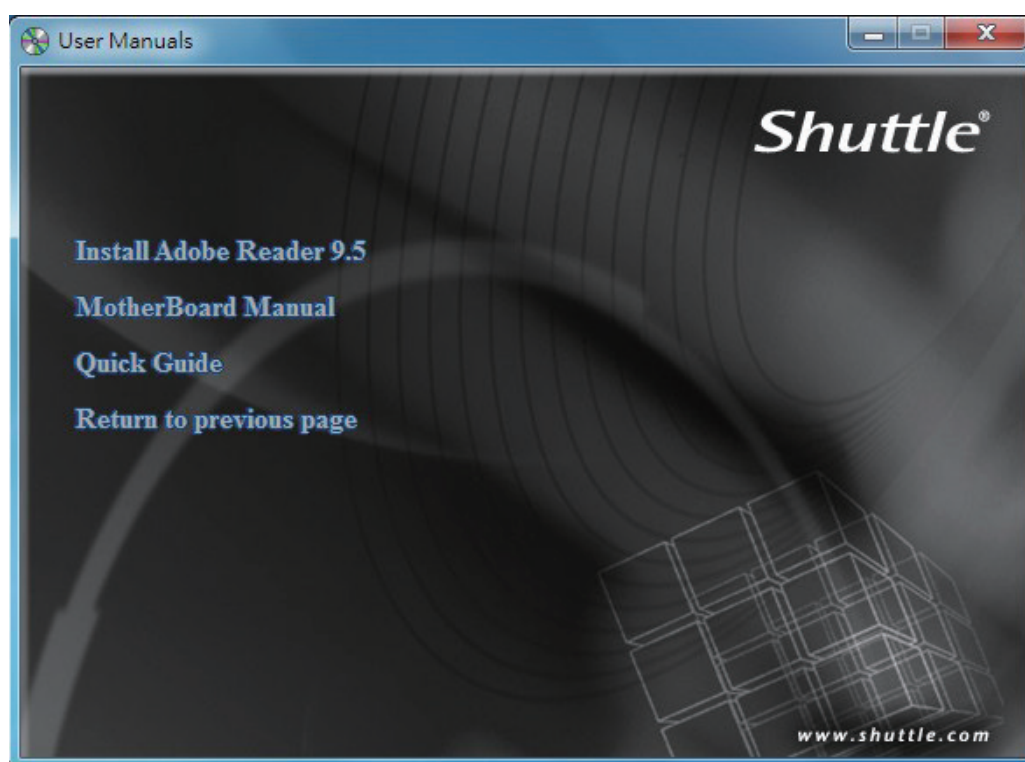 User Manuals
Shuttle®
Install Adobe Reader 9.5
MotherBoard Manual
Quick Guide
Return to previous page
www.shuttle.com